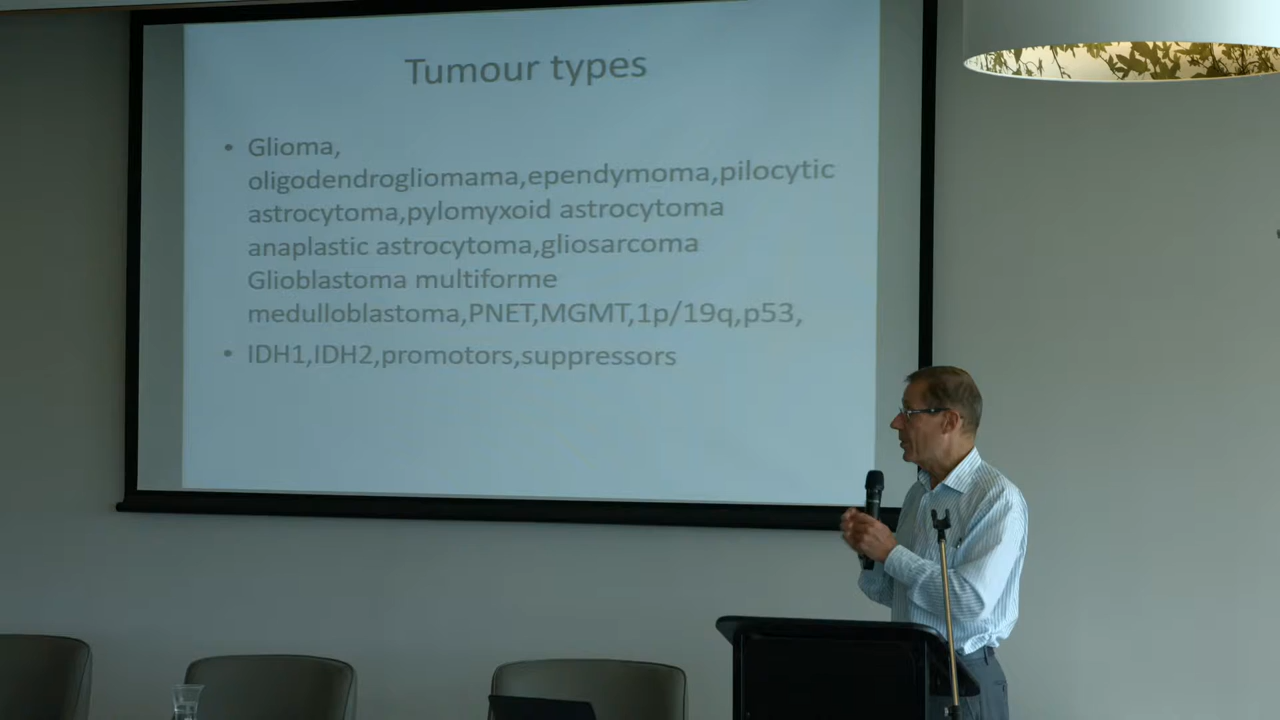 Tumour types
• Glioma,
oligodendrogliomama,ependymoma,pilocytic
astrocytoma,pylomyxoid astrocytoma
anaplastic astrocytoma,gliosarcoma
Glioblastoma multiforme
medulloblastoma,PNET,MGMT,1p/19q,p53,
• IDH1,IDH2,promotors,suppressors